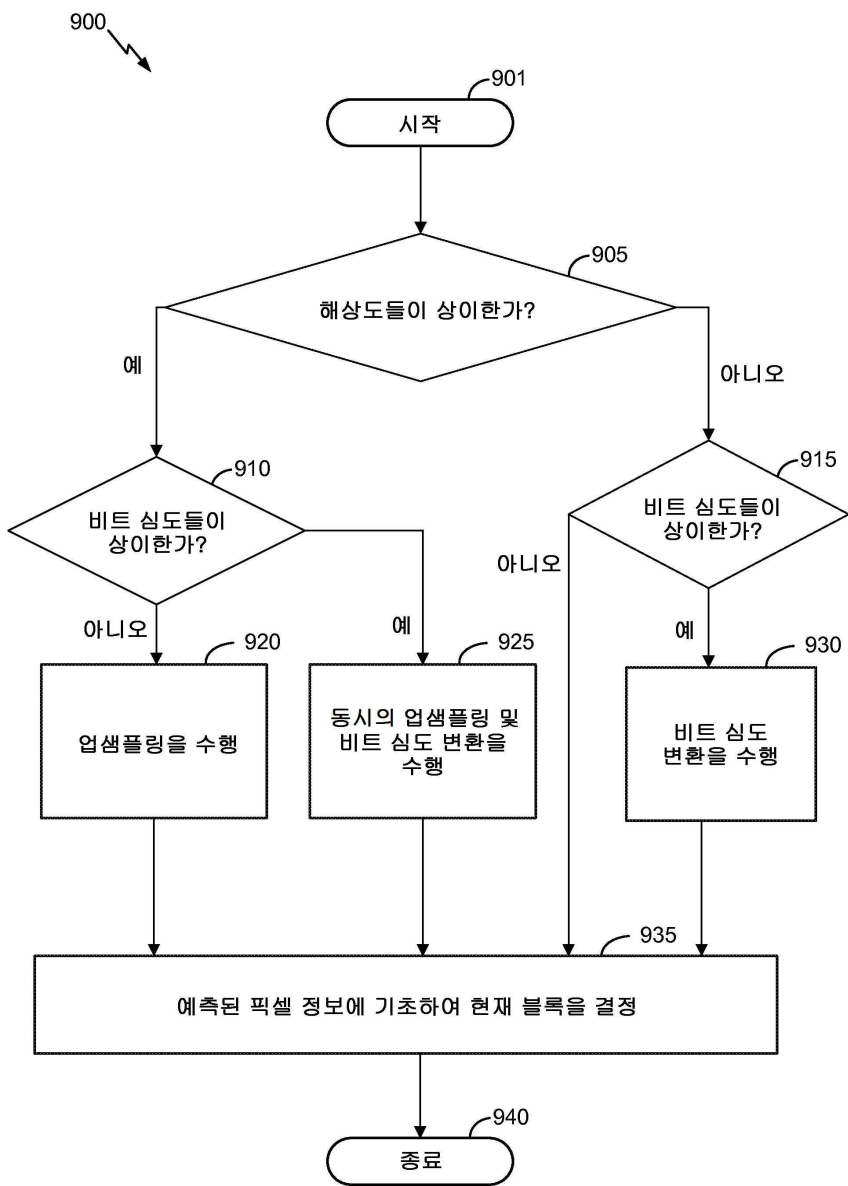 900
901
시작
905
해상도들이 상이한가?
예
아니오
910
비트 심도들이
상이한가?
915
비트 심도들이
상이한가?
아니오
예
아니오
예
920
업샘플링을 수행
925
동시의 업샘플링 및
비트 심도 변환을
수행
930
비트 심도
변환을 수행
935
예측된 픽셀 정보에 기초하여 현재 블록을 결정
940
종료